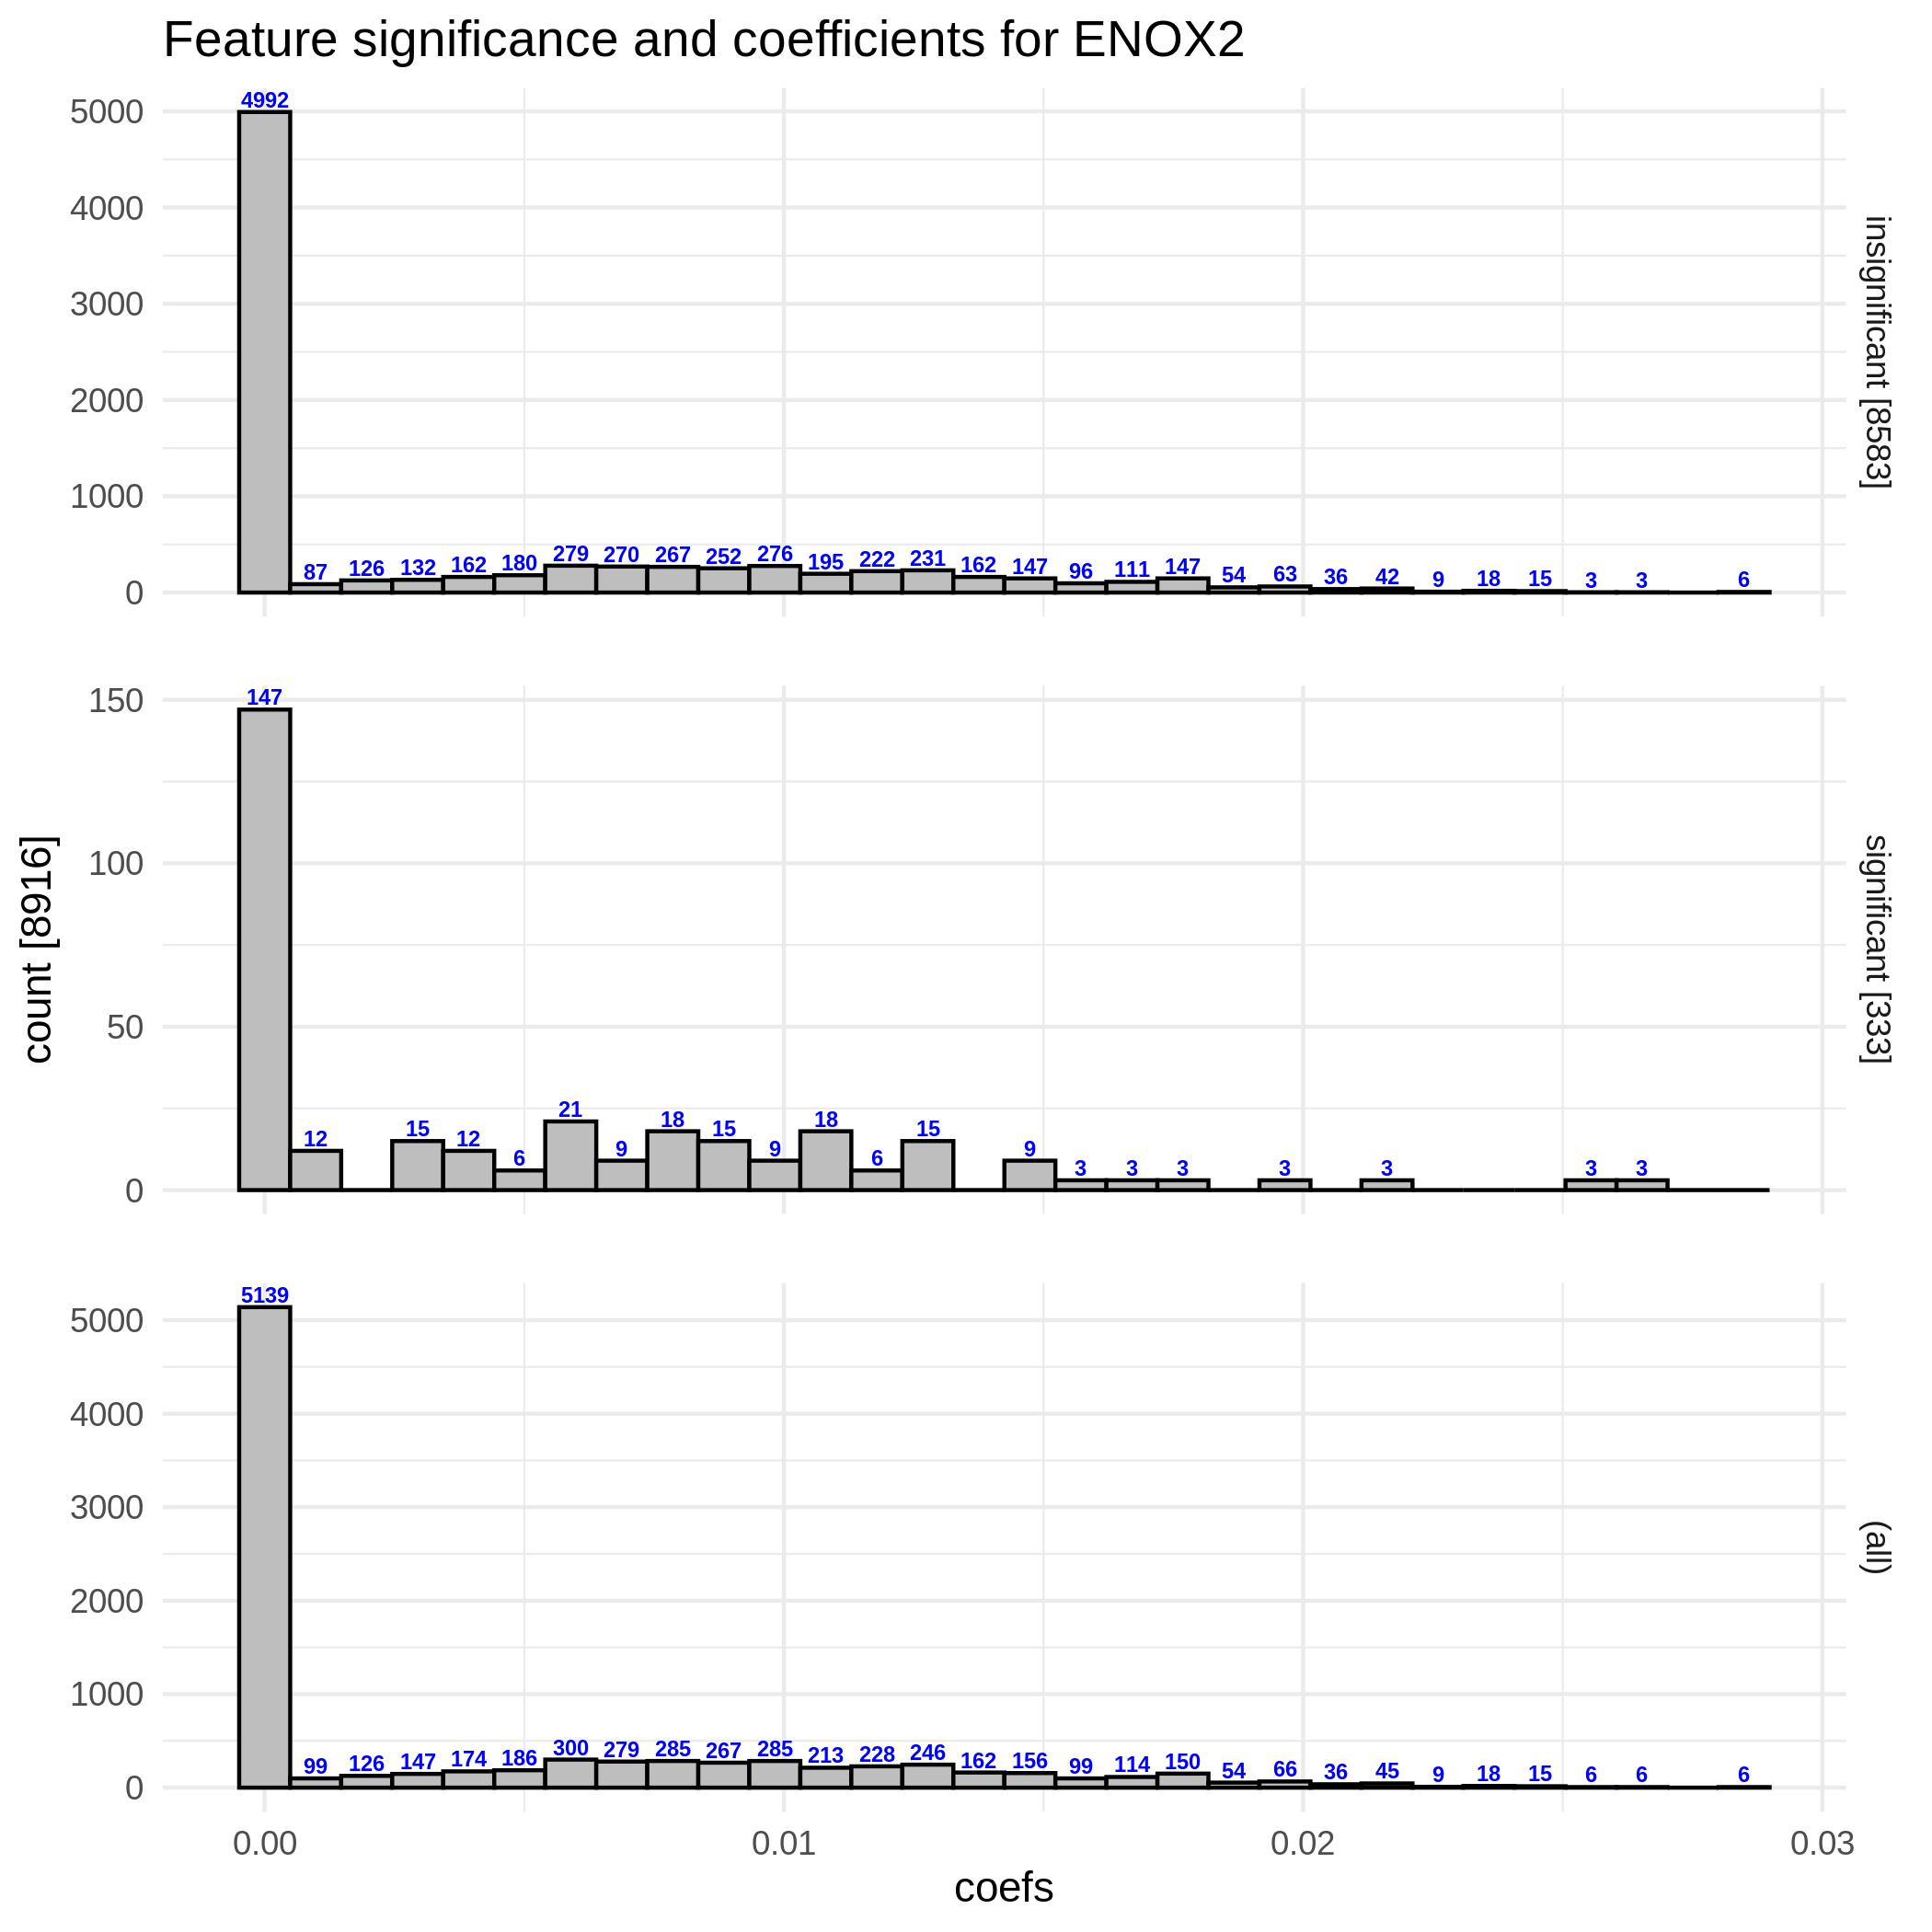 Feature significance and coefficients for ENOX2
5000
4000
3000
2000
1000
0
4992
87 126 132 162 180 279 270 267 252 276 195 222 231 162 147 96 111 147 54 63 36 42 9 18 15 3 3 6
insignificant [8583]
count [8916]
150
100
50
0
147
12 15 12 6 21 9 18 15 9 18 6 15 9 3 3 3 3 3 3 3
significant [333]
5000
4000
3000
2000
1000
0
5139
99 126 147 174 186 300 279 285 267 285 213 228 246 162 156 99 114 150 54 66 36 45 9 18 15 6 6 6
(all)
0.00 0.01 0.02 0.03
coefs